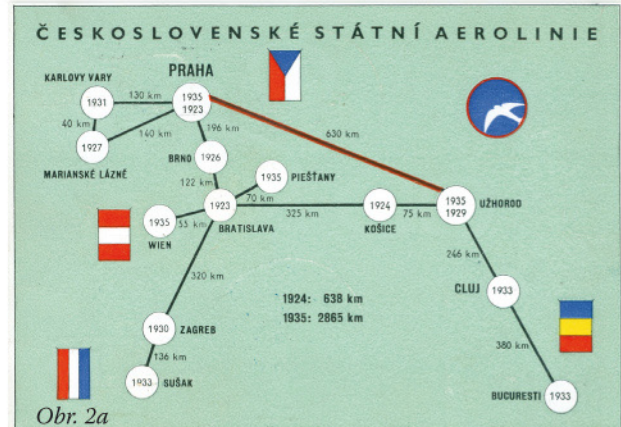 ČESKOSLOVENSKÉ STÁTNÍ AEROLINIE
KARLOVY VARY
PRAHA
130 km
1931
1935
1923
40 km
140 km
196 km
630 km
1927
MARIANSKÉ LÁZNĚ
BRNO
1926
122 km
1935
PIEŠŤANY
70 km
1935
55 km
WIEN
1923
BRATISLAVA
325 km
1924
KOŠICE
75 km
1935
1929
UŽHOROD
320 km
246 km
1924: 638 km
1935: 2865 km
CLUJ
1933
1930
ZAGREB
136 km
380 km
1933
SUŠAK
BUCURESTI
1933
Obr. 2a